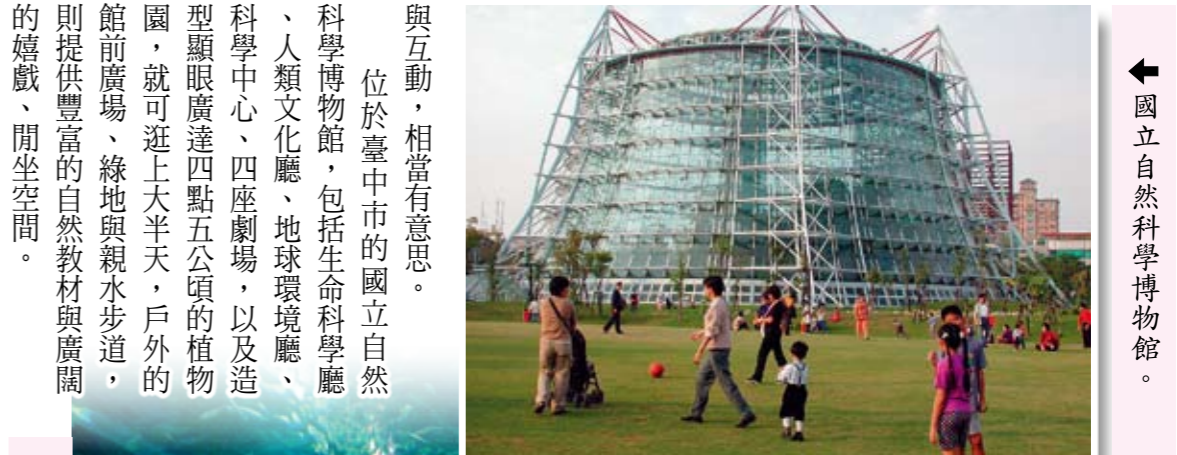 ←國立自然科學博物館。
與互動，相當有意思。
位於臺中市的國立自然
科學博物館，包括生命科學廳
、人類文化廳、地球環境廳、
科學中心、四座劇場，以及造
型顯眼廣達四點五公頃的植物
園，就可逛上大半天，戶外的
館前廣場、綠地與親水步道，
則提供豐富的自然教材與廣闊
的嬉戲、閒坐空間。